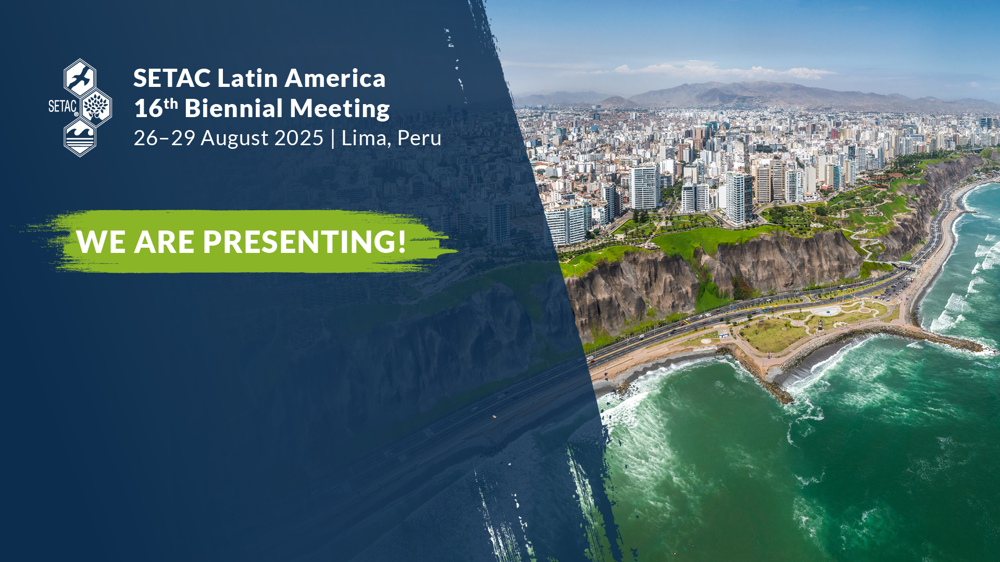 SETAC®
SETAC Latin America
16th Biennial Meeting
26–29 August 2025 | Lima, Peru
WE ARE PRESENTING!